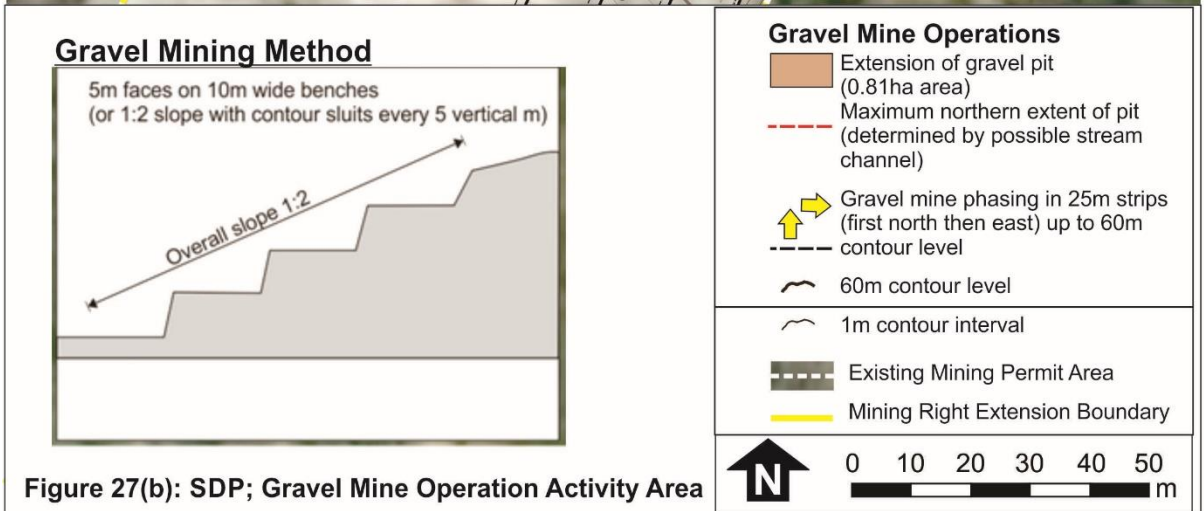 Gravel Mining Method
5m faces on 10m wide benches
(or 1:2 slope with contour sluits every 5 vertical m)
Overall slope 1:2
Figure 27(b): SDP; Gravel Mine Operation Activity Area
Gravel Mine Operations
Extension of gravel pit
(0.81ha area)
Maximum northern extent of pit
(determined by possible stream
channel)
Gravel mine phasing in 25m strips
(first north then east) up to 60m
contour level
60m contour level
1m contour interval
Existing Mining Permit Area
Mining Right Extension Boundary
N
0 10 20 30 40 50
m